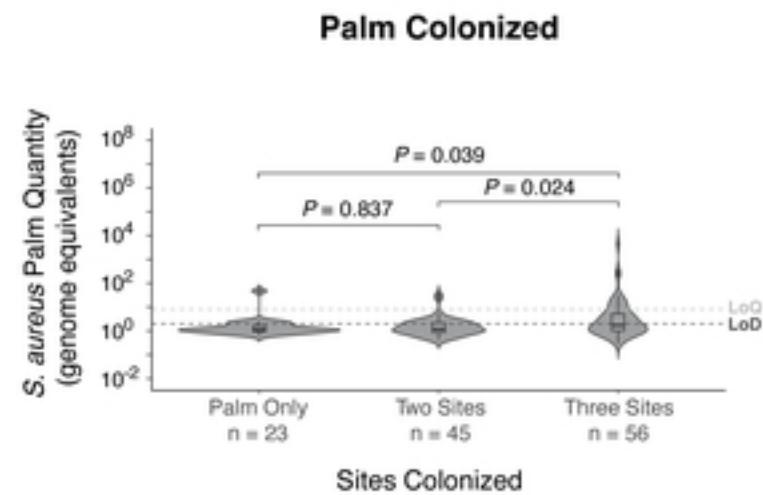 Palm Colonized
S. aureus Palm Quantity
(genome equivalents)
10⁸
10⁶
10⁴
10²
10⁰
10⁻²
P = 0.039
P = 0.024
P = 0.837
LoQ
LoD
Palm Only
n = 23
Two Sites
n = 45
Three Sites
n = 56
Sites Colonized